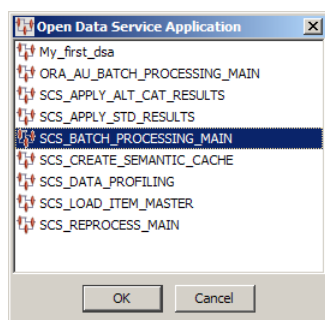 Open Data Service Application
My_first_dsa
ORA_AU_BATCH_PROCESSING_MAIN
SCS_APPLY_ALT_CAT_RESULTS
SCS_APPLY_STD_RESULTS
SCS_BATCH_PROCESSING_MAIN
SCS_CREATE_SEMANTIC_CACHE
SCS_DATA_PROFILING
SCS_LOAD_ITEM_MASTER
SCS_REPROCESS_MAIN
OK Cancel